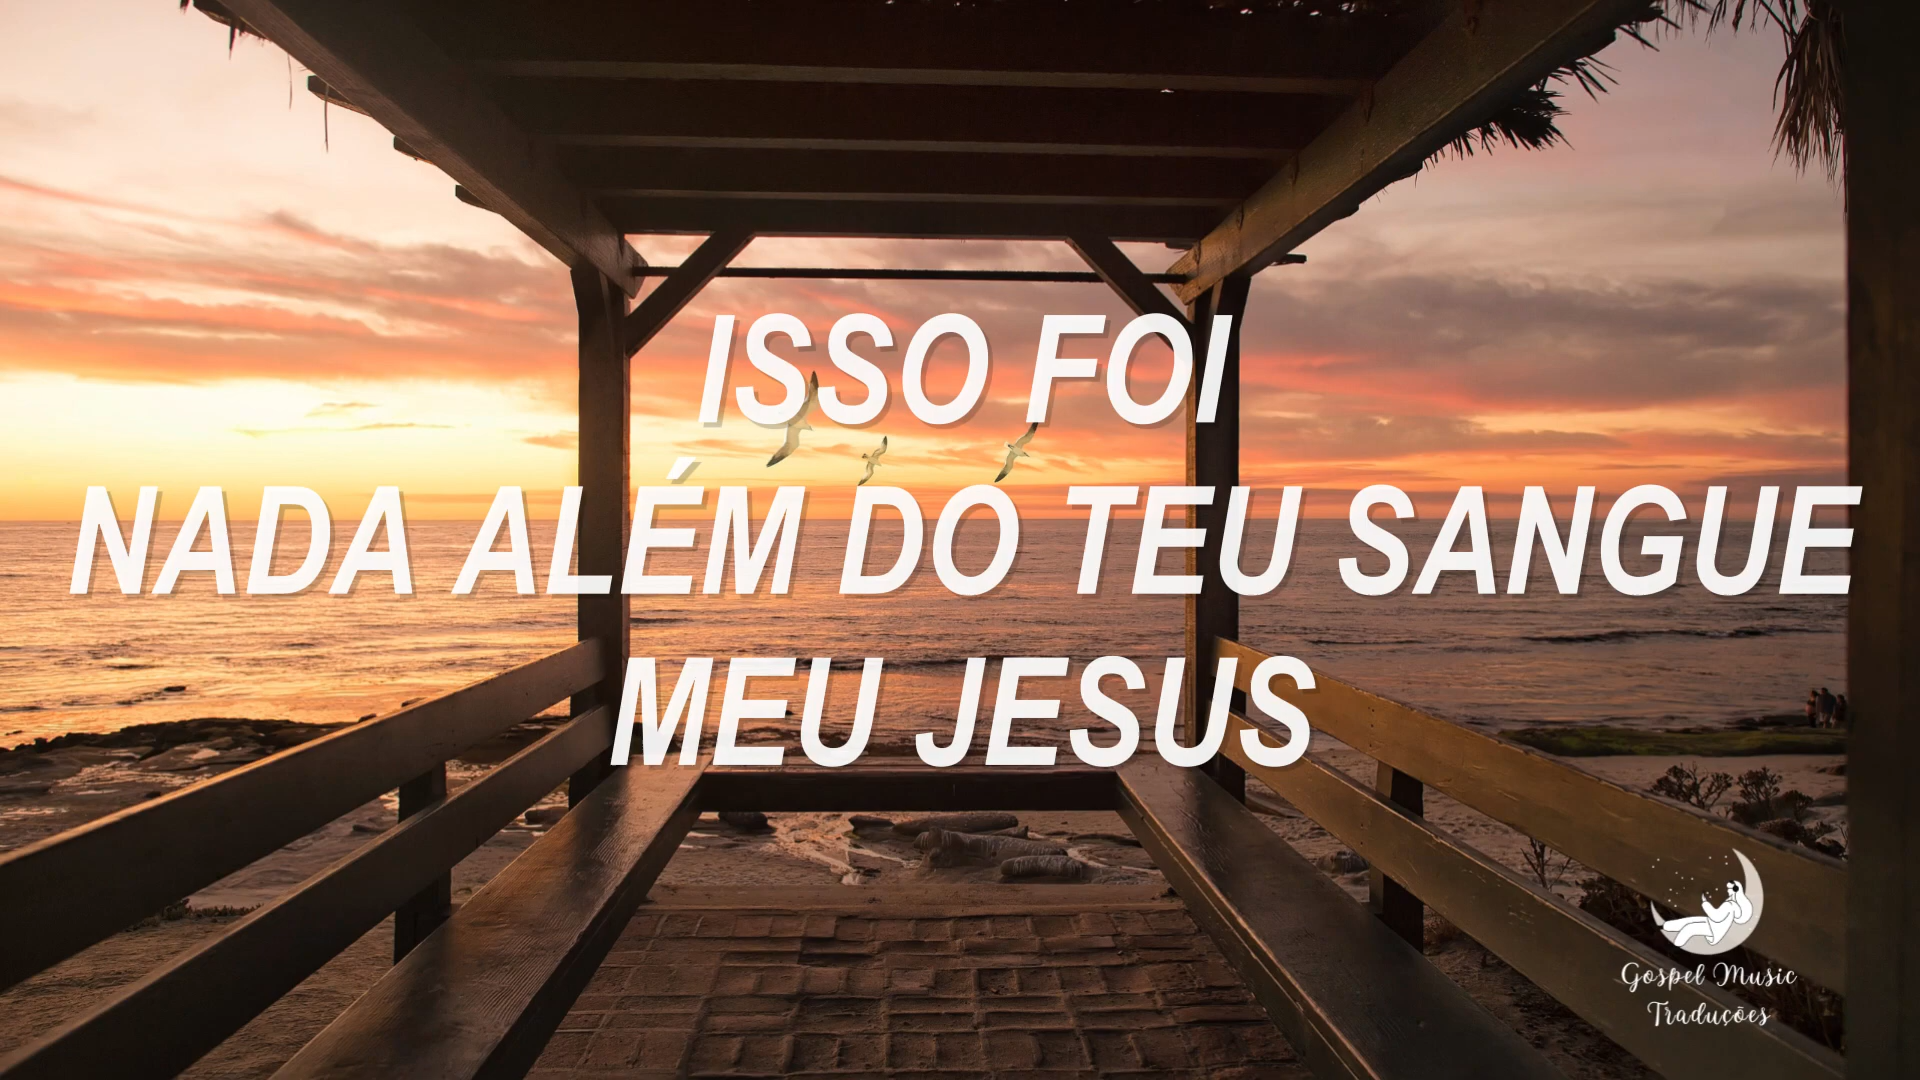 ISSO FOI
NADA ALÉM DO TEU SANGUE
MEU JESUS
Gospel Music
Traduções